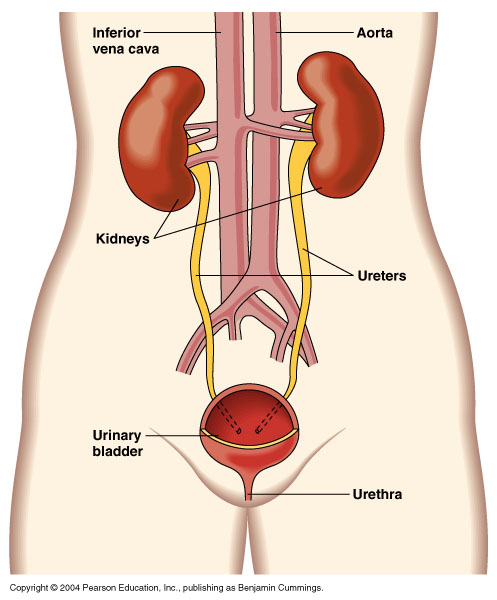 Inferior
vena cava
Aorta
Kidneys
Ureters
Urinary
bladder
Urethra
Copyright © 2004 Pearson Education, Inc., publishing as Benjamin Cummings.